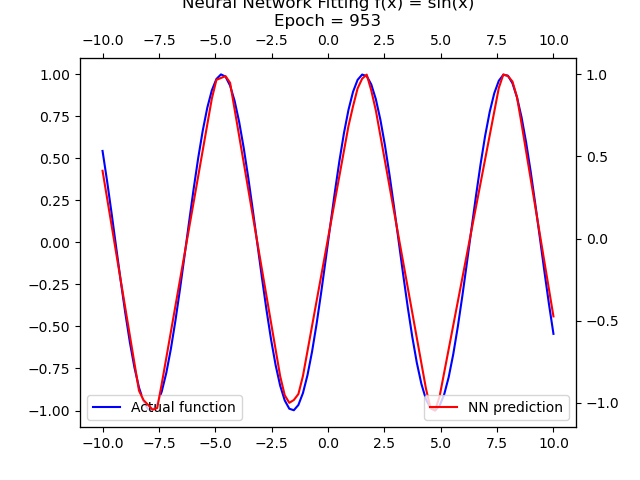 Neural Network Fitting f(x) = sin(x)
Epoch = 953
−10.0 −7.5 −5.0 −2.5 0.0 2.5 5.0 7.5 10.0
1.00
0.75
0.50
0.25
0.00
−0.25
−0.50
−0.75
−1.00
1.0
0.5
0.0
−0.5
−1.0
Actual function
NN prediction
−10.0 −7.5 −5.0 −2.5 0.0 2.5 5.0 7.5 10.0